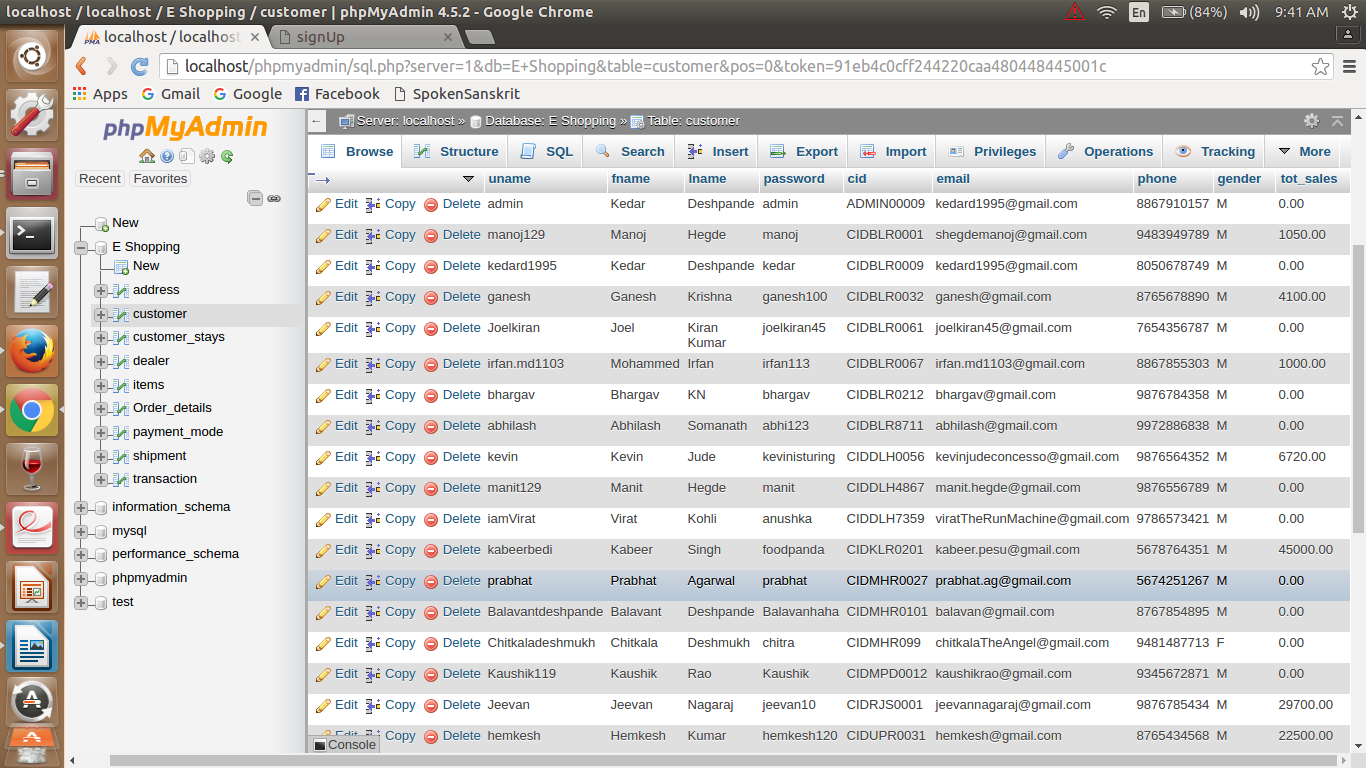 localhost / localhost / E Shopping / customer | phpMyAdmin 4.5.2 - Google Chrome En (84%) 9:41 AM
localhost / localhost signUp
localhost/phpmyadmin/sql.php?server=1&db=E+Shopping&table=customer&pos=0&token=91eb4c0cff244220caa480448445001c
Apps Gmail Google Facebook SpokenSanskrit
phpMyAdmin
Recent Favorites
New
E Shopping
New
address
customer
customer_stays
dealer
items
Order_details
payment_mode
shipment
transaction
information_schema
mysql
performance_schema
phpmyadmin
test
Server: localhost » Database: E Shopping » Table: customer
Browse Structure SQL Search Insert Export Import Privileges Operations Tracking More
uname fname lname password cid email phone gender tot_sales
Edit Copy Delete admin Kedar Deshpande admin ADMIN00009 kedard1995@gmail.com 8867910157 M 0.00
Edit Copy Delete manoj129 Manoj Hegde manoj CIDBLR0001 shegdemanoj@gmail.com 9483949789 M 1050.00
Edit Copy Delete kedard1995 Kedar Deshpande kedar CIDBLR0009 kedard1995@gmail.com 8050678749 M 0.00
Edit Copy Delete ganesh Ganesh Krishna ganesh100 CIDBLR0032 ganesh@gmail.com 8765678890 M 4100.00
Edit Copy Delete Joelkiran Joel Kiran Kumar joelkiran45 CIDBLR0061 joelkiran45@gmail.com 7654356787 M 0.00
Edit Copy Delete irfan.md1103 Mohammed Irfan irfan113 CIDBLR0067 irfan.md1103@gmail.com 8867855303 M 1000.00
Edit Copy Delete bhargav Bhargav KN bhargav CIDBLR0212 bhargav@gmail.com 9876784358 M 0.00
Edit Copy Delete abhilash Abhilash Somanath abhi123 CIDBLR8711 abhilash@gmail.com 9972886838 M 0.00
Edit Copy Delete kevin Kevin Jude kevinisturing CIDDLH0056 kevinjudeconcesso@gmail.com 9876564352 M 6720.00
Edit Copy Delete manit129 Manit Hegde manit CIDDLH4867 manit.hegde@gmail.com 9876556789 M 0.00
Edit Copy Delete iamVirat Virat Kohli anushka CIDDLH7359 viratTheRunMachine@gmail.com 9786573421 M 0.00
Edit Copy Delete kabeerbedi Kabeer Singh foodpanda CIDKLR0201 kabeer.pesu@gmail.com 5678764351 M 45000.00
Edit Copy Delete prabhat Prabhat Agarwal prabhat CIDMHR0027 prabhat.ag@gmail.com 5674251267 M 0.00
Edit Copy Delete Balavantdeshpande Balavant Deshpande Balavanhaha CIDMHR0101 balavan@gmail.com 8767854895 M 0.00
Edit Copy Delete Chitkaladeshmukh Chitkala Deshmukh chitra CIDMHR099 chitkalaTheAngel@gmail.com 9481487713 F 0.00
Edit Copy Delete Kaushik119 Kaushik Rao Kaushik CIDMPD0012 kaushikrao@gmail.com 9345672871 M 0.00
Edit Copy Delete Jeevan Jeevan Nagaraj jeevan10 CIDRJS0001 jeevannagaraj@gmail.com 9876785434 M 29700.00
Edit Copy Delete hemkesh Hemkesh Kumar hemkesh120 CIDUPR0031 hemkesh@gmail.com 8765434568 M 22500.00
Console